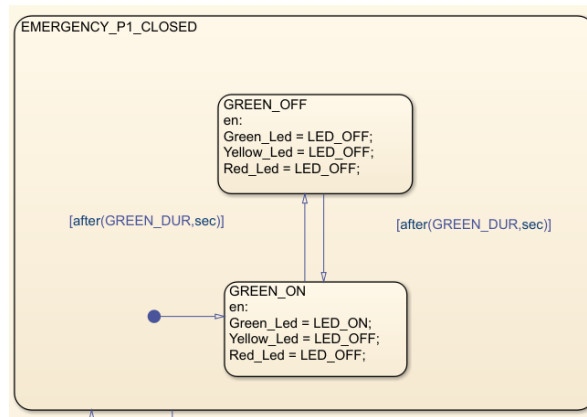 EMERGENCY_P1_CLOSED
GREEN_OFF
en:
Green_Led = LED_OFF;
Yellow_Led = LED_OFF;
Red_Led = LED_OFF;
[after(GREEN_DUR,sec)]
[after(GREEN_DUR,sec)]
GREEN_ON
en:
Green_Led = LED_ON;
Yellow_Led = LED_OFF;
Red_Led = LED_OFF;